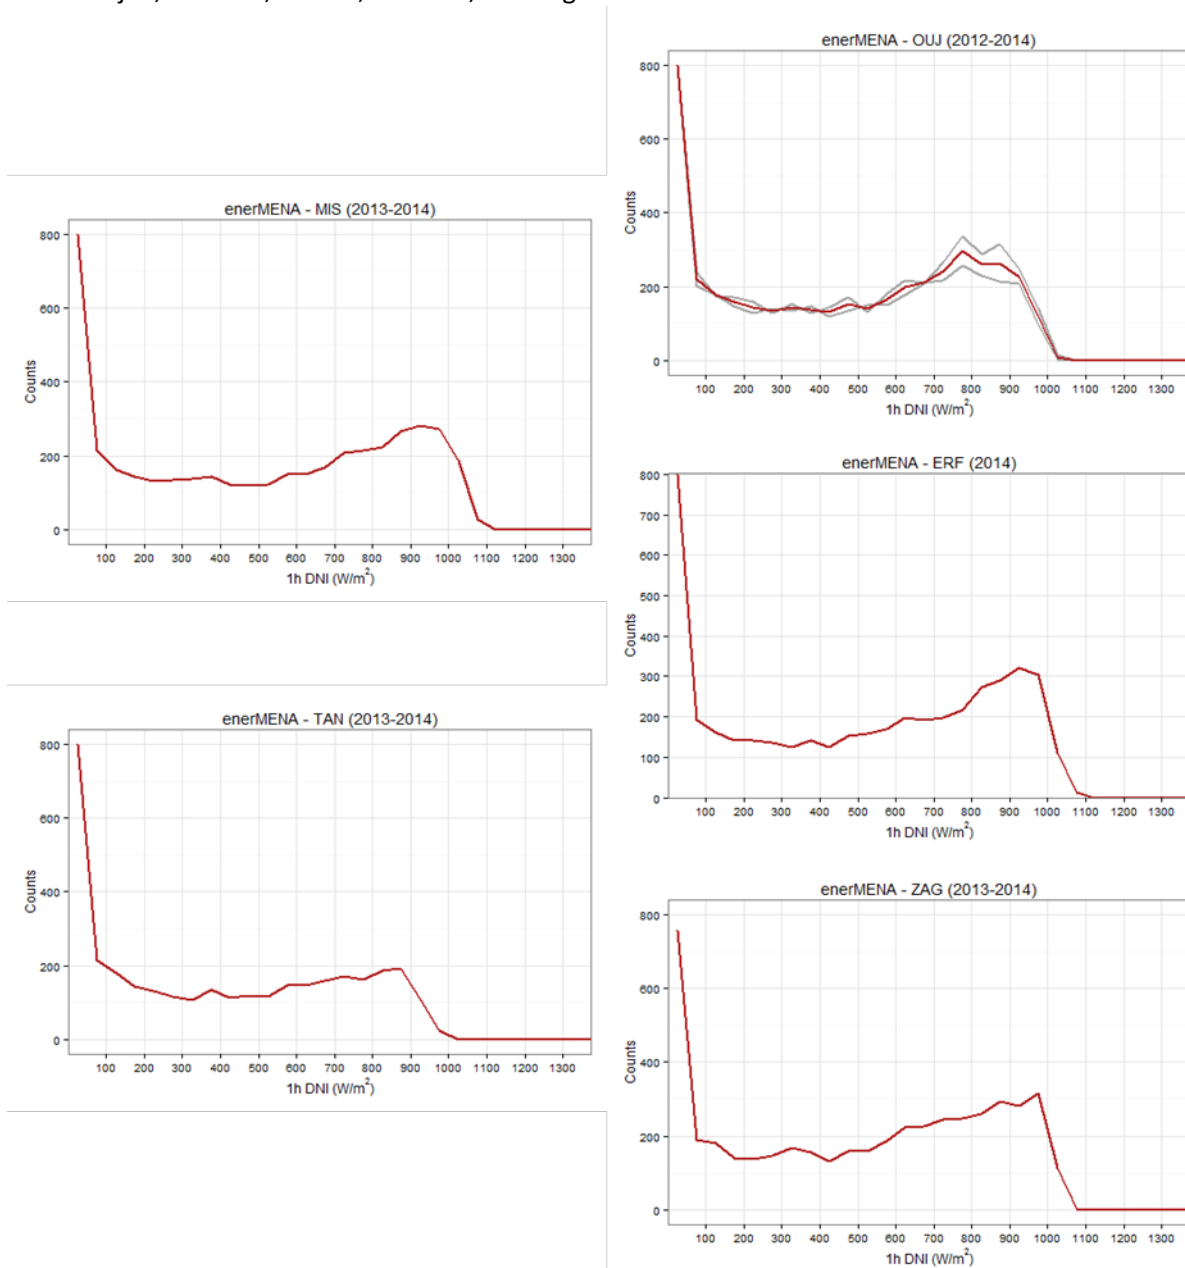 enerMENA - OUJ (2012-2014)
800
600
400
200
0
Counts
100 200 300 400 500 600 700 800 900 1000 1100 1200 1300
1h DNI (W/m²)
enerMENA - MIS (2013-2014)
800
600
400
200
0
Counts
100 200 300 400 500 600 700 800 900 1000 1100 1200 1300
1h DNI (W/m²)
enerMENA - ERF (2014)
800
700
600
500
400
300
200
100
0
Counts
100 200 300 400 500 600 700 800 900 1000 1100 1200 1300
1h DNI (W/m²)
enerMENA - TAN (2013-2014)
800
600
400
200
0
Counts
100 200 300 400 500 600 700 800 900 1000 1100 1200 1300
1h DNI (W/m²)
enerMENA - ZAG (2013-2014)
800
600
400
200
0
Counts
100 200 300 400 500 600 700 800 900 1000 1100 1200 1300
1h DNI (W/m²)